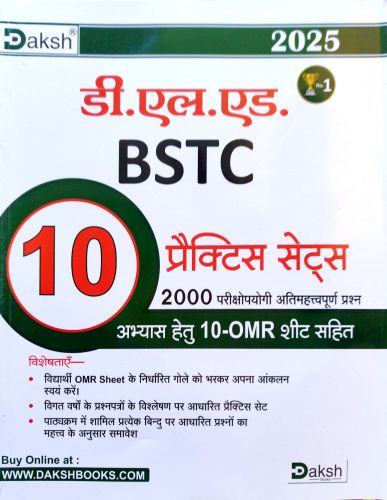 Daksh®
2025
No 1
डी.एल.एड.
BSTC
10
प्रैक्टिस सेट्स
2000 परीक्षोपयोगी अतिमहत्त्वपूर्ण प्रश्न
अभ्यास हेतु 10-OMR शीट सहित
विशेषताएँ—
• विद्यार्थी OMR Sheet के निर्धारित गोले को भरकर अपना आंकलन
स्वयं करें।
• विगत वर्षो के प्रश्नपत्रों के विश्लेषण पर आधारित प्रैक्टिस सेट
• पाठ्यक्रम में शामिल प्रत्येक बिन्दु पर आधारित प्रश्नों का
महत्त्व के अनुसार समावेश
Buy Online at :
WWW.DAKSHBOOKS.COM
Daksh
BOOKS